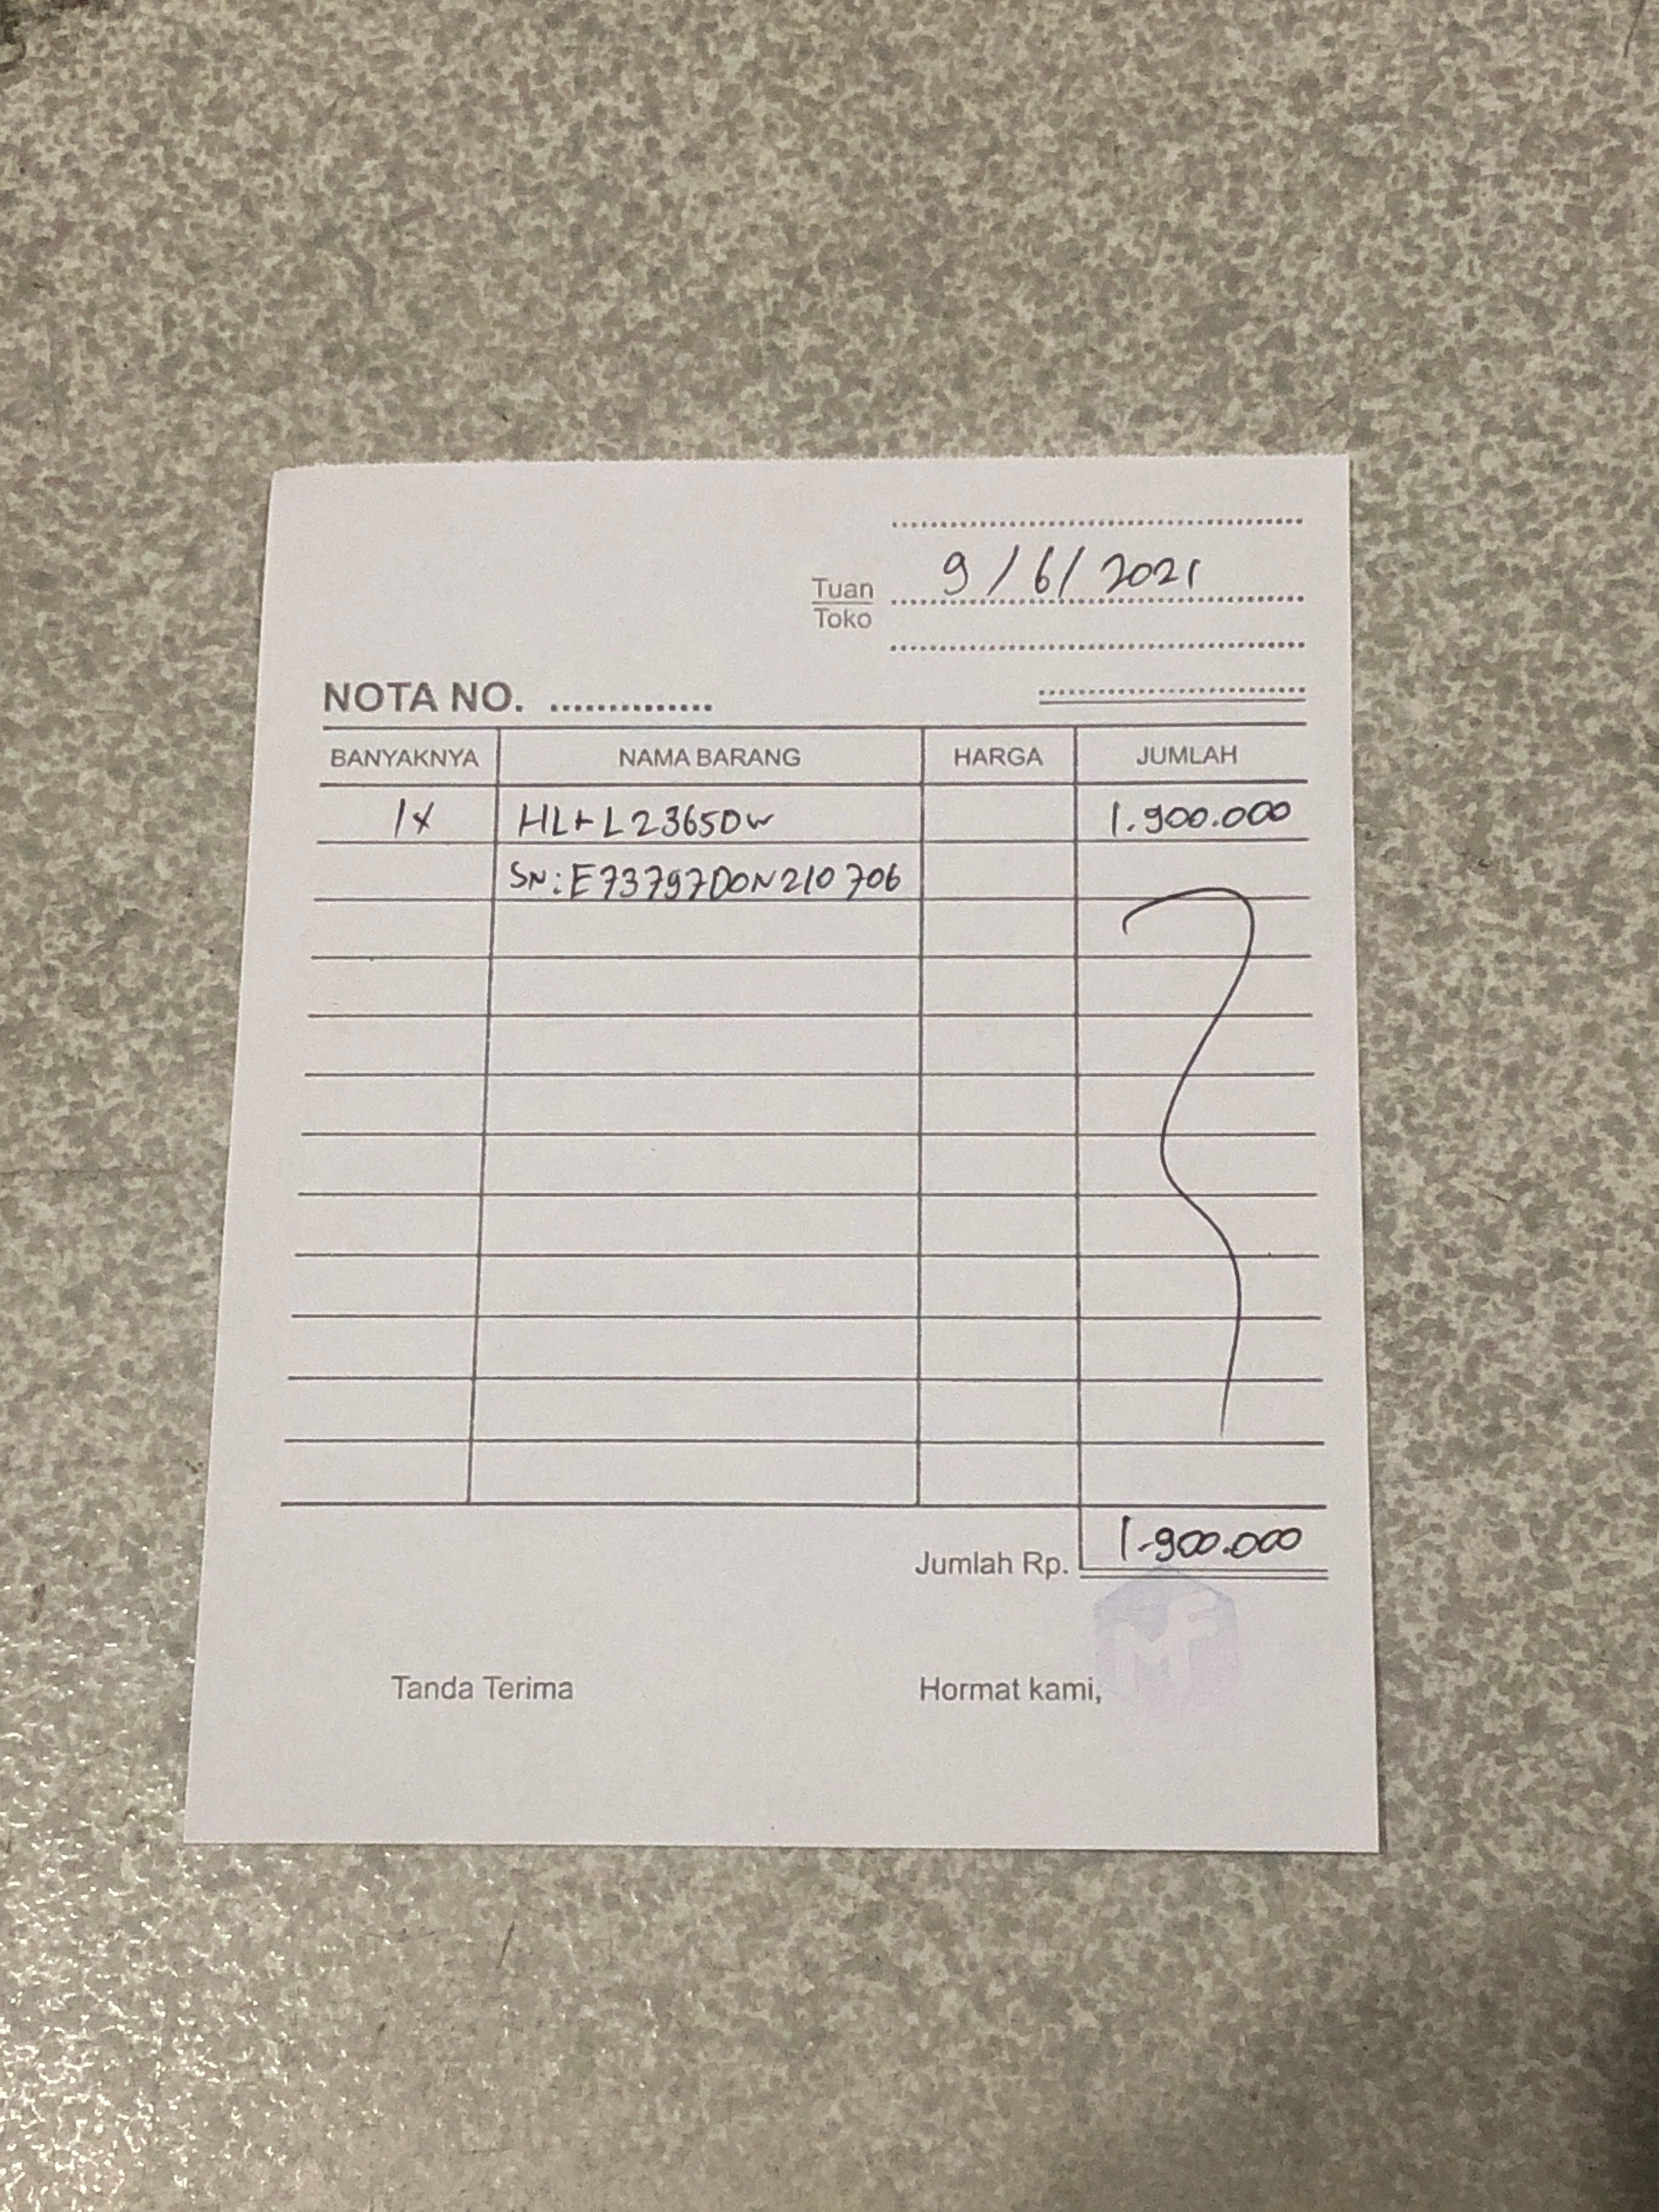 9/6/2021
Tuan
Toko
NOTA NO. ..............
BANYAKNYA NAMA BARANG HARGA JUMLAH
1x HL-L2365DW 1.900.000
SN: E73797D0N210706
Jumlah Rp. 1.900.000
MF
Tanda Terima Hormat kami,